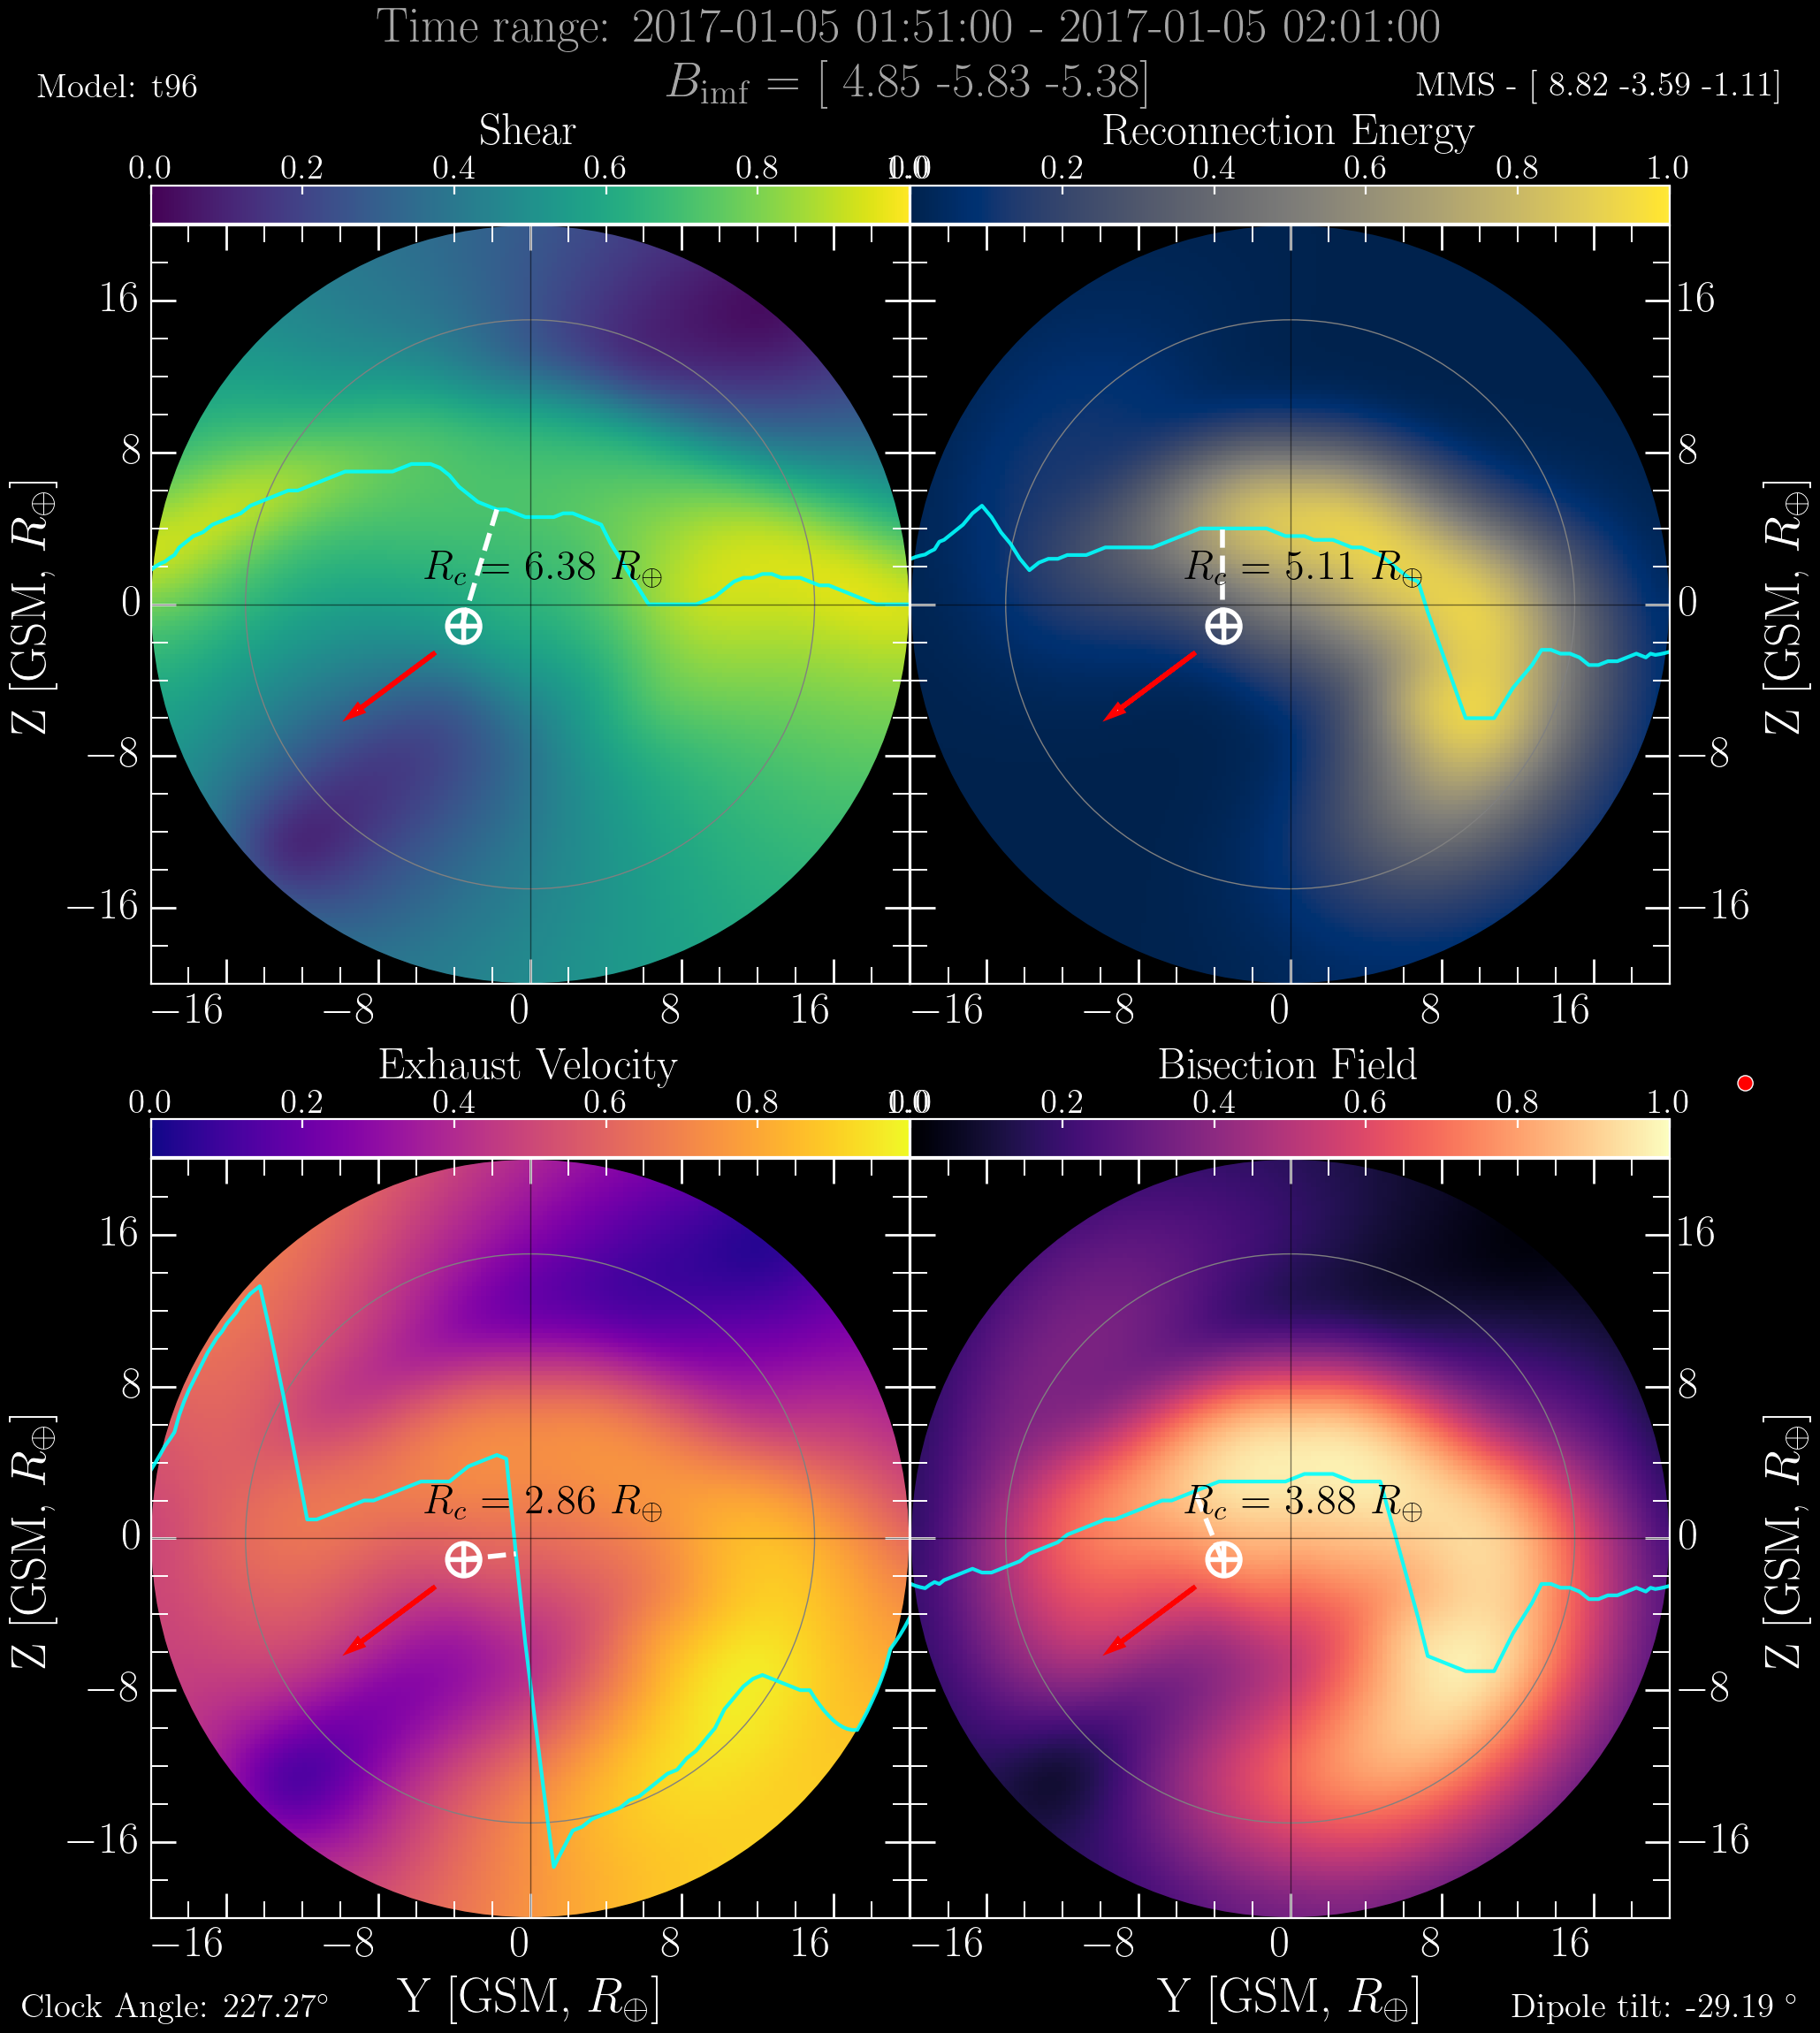 Time range: 2017-01-05 01:51:00 - 2017-01-05 02:01:00
Model: t96
B_imf = [ 4.85 -5.83 -5.38]
MMS - [ 8.82 -3.59 -1.11]
Shear
Reconnection Energy
0.0 0.2 0.4 0.6 0.8 1.0
0.0 0.2 0.4 0.6 0.8 1.0
Z [GSM, R⊕]
16
8
0
−8
−16
R_c = 6.38 R⊕
R_c = 5.11 R⊕
16
8
0
−8
−16
Z [GSM, R⊕]
−16 −8 0 8 16
−16 −8 0 8 16
Exhaust Velocity
Bisection Field
0.0 0.2 0.4 0.6 0.8 1.0
0.0 0.2 0.4 0.6 0.8 1.0
Z [GSM, R⊕]
16
8
0
−8
−16
R_c = 2.86 R⊕
R_c = 3.88 R⊕
16
8
0
−8
−16
Z [GSM, R⊕]
−16 −8 0 8 16
−16 −8 0 8 16
Clock Angle: 227.27°
Y [GSM, R⊕]
Y [GSM, R⊕]
Dipole tilt: -29.19 °